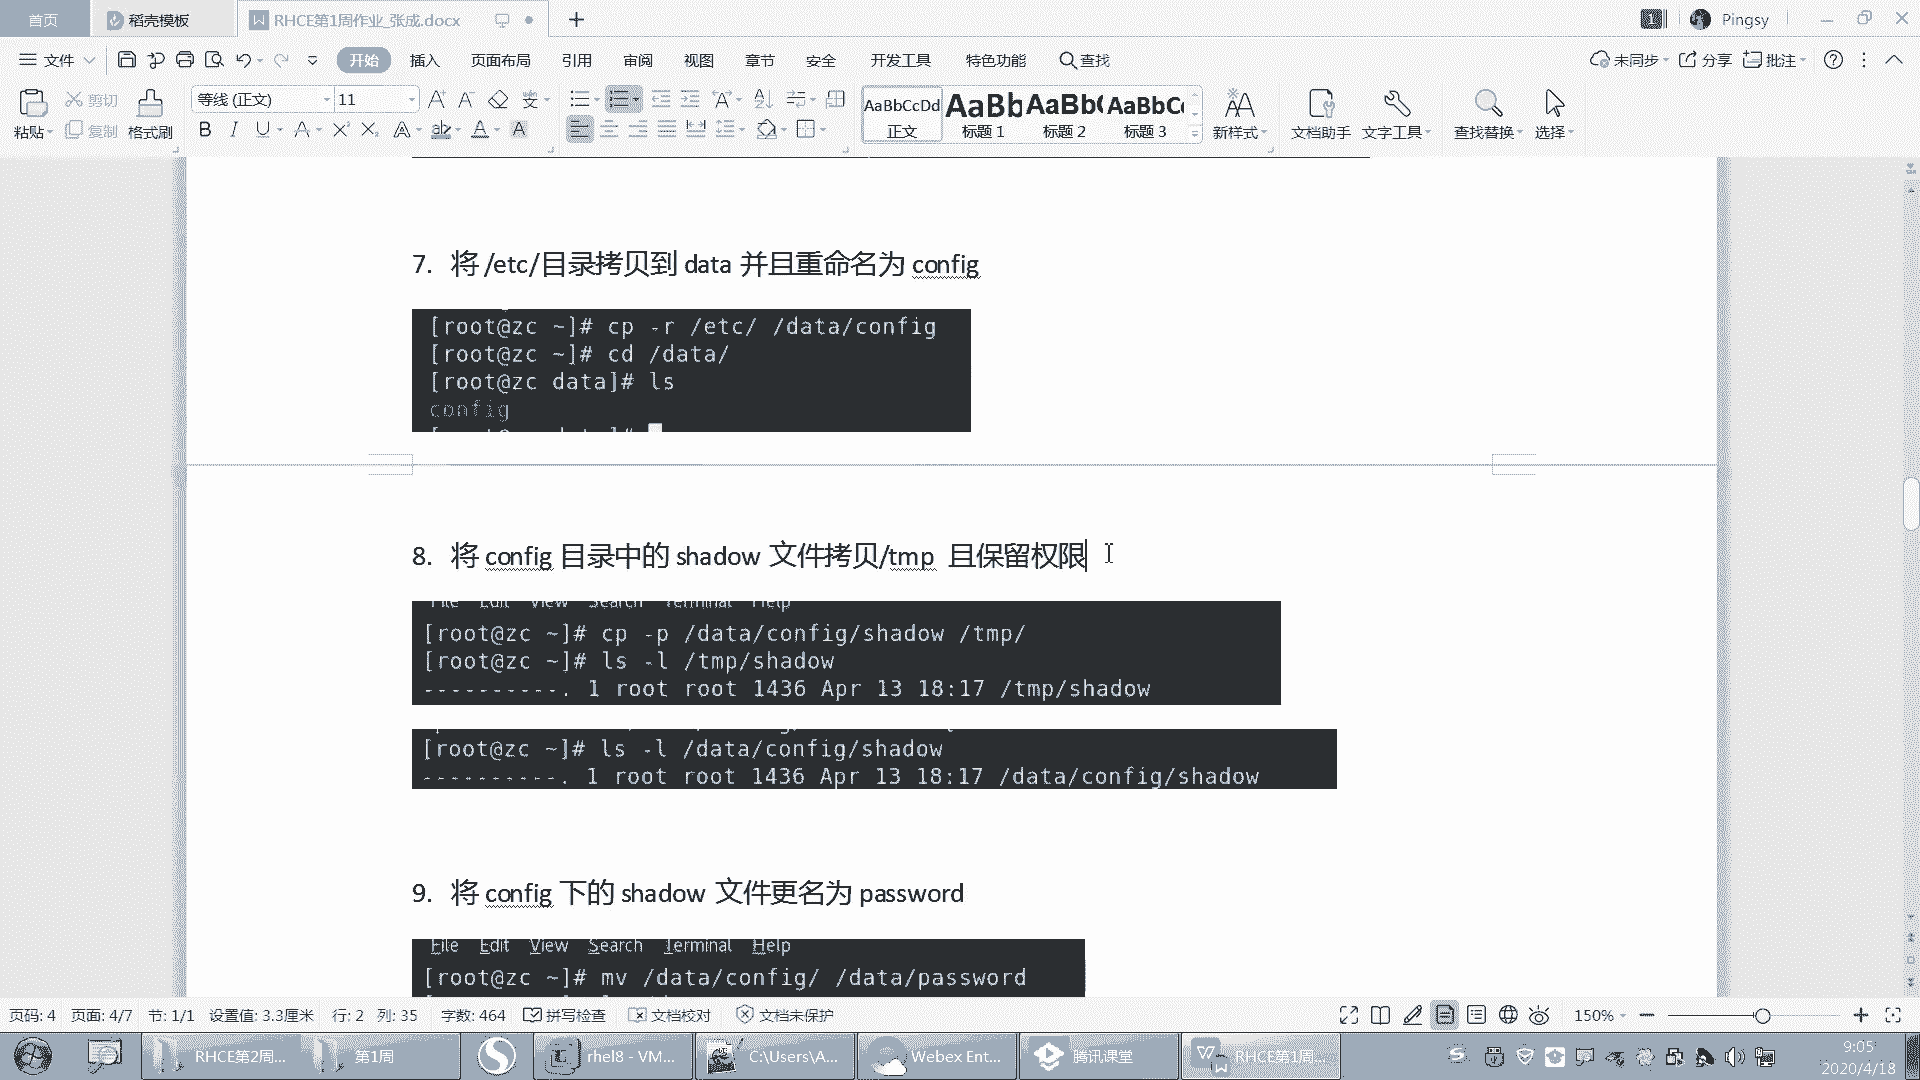 首页
稻壳模板
RHCE第1周作业_张成.docx
1
Pingsy
文件
开始
插入
页面布局
引用
审阅
视图
章节
安全
开发工具
特色功能
查找
未同步
分享
批注
粘贴
剪切
复制
格式刷
等线 (正文)
11
AaBbCcDd
正文
AaBb
标题 1
AaBb(
标题 2
AaBbC
标题 3
新样式
文档助手
文字工具
查找替换
选择
7. 将 /etc/目录拷贝到 data 并且重命名为 config
[root@zc ~]# cp -r /etc/ /data/config
[root@zc ~]# cd /data/
[root@zc data]# ls
config
8. 将 config 目录中的 shadow 文件拷贝/tmp 且保留权限
File Edit View Search Terminal Help
[root@zc ~]# cp -p /data/config/shadow /tmp/
[root@zc ~]# ls -l /tmp/shadow
----------. 1 root root 1436 Apr 13 18:17 /tmp/shadow
[root@zc ~]# ls -l /data/config/shadow
----------. 1 root root 1436 Apr 13 18:17 /data/config/shadow
9. 将 config 下的 shadow 文件更名为 password
File Edit View Search Terminal Help
[root@zc ~]# mv /data/config/ /data/password
页码: 4 页面: 4/7 节: 1/1 设置值: 3.3厘米 行: 2 列: 35 字数: 464 拼写检查 文档校对 文档未保护
150%
RHCE第2周...
第1周
rhel8 - VM...
C:\Users\A...
Webex Ent...
腾讯课堂
RHCE第1周...
9:05
2020/4/18